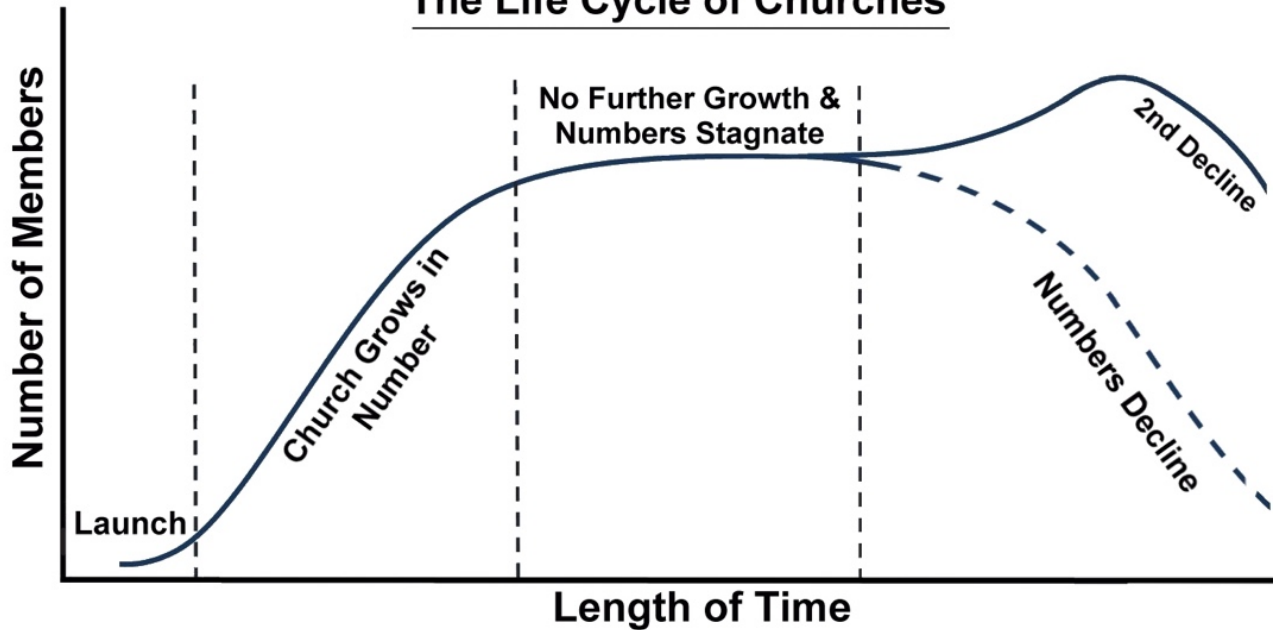 The Life Cycle of Churches
No Further Growth &
Numbers Stagnate
2nd Decline
Number of Members
Church Grows in
Number
Numbers Decline
Launch
Length of Time